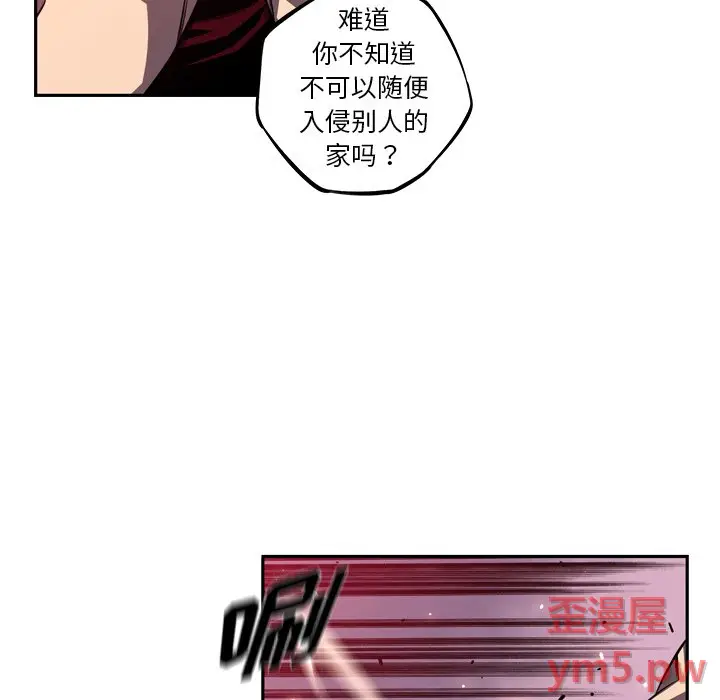 难道
你不知道
不可以随便
入侵别人的
家吗？
唰
歪漫屋
ym5.pw